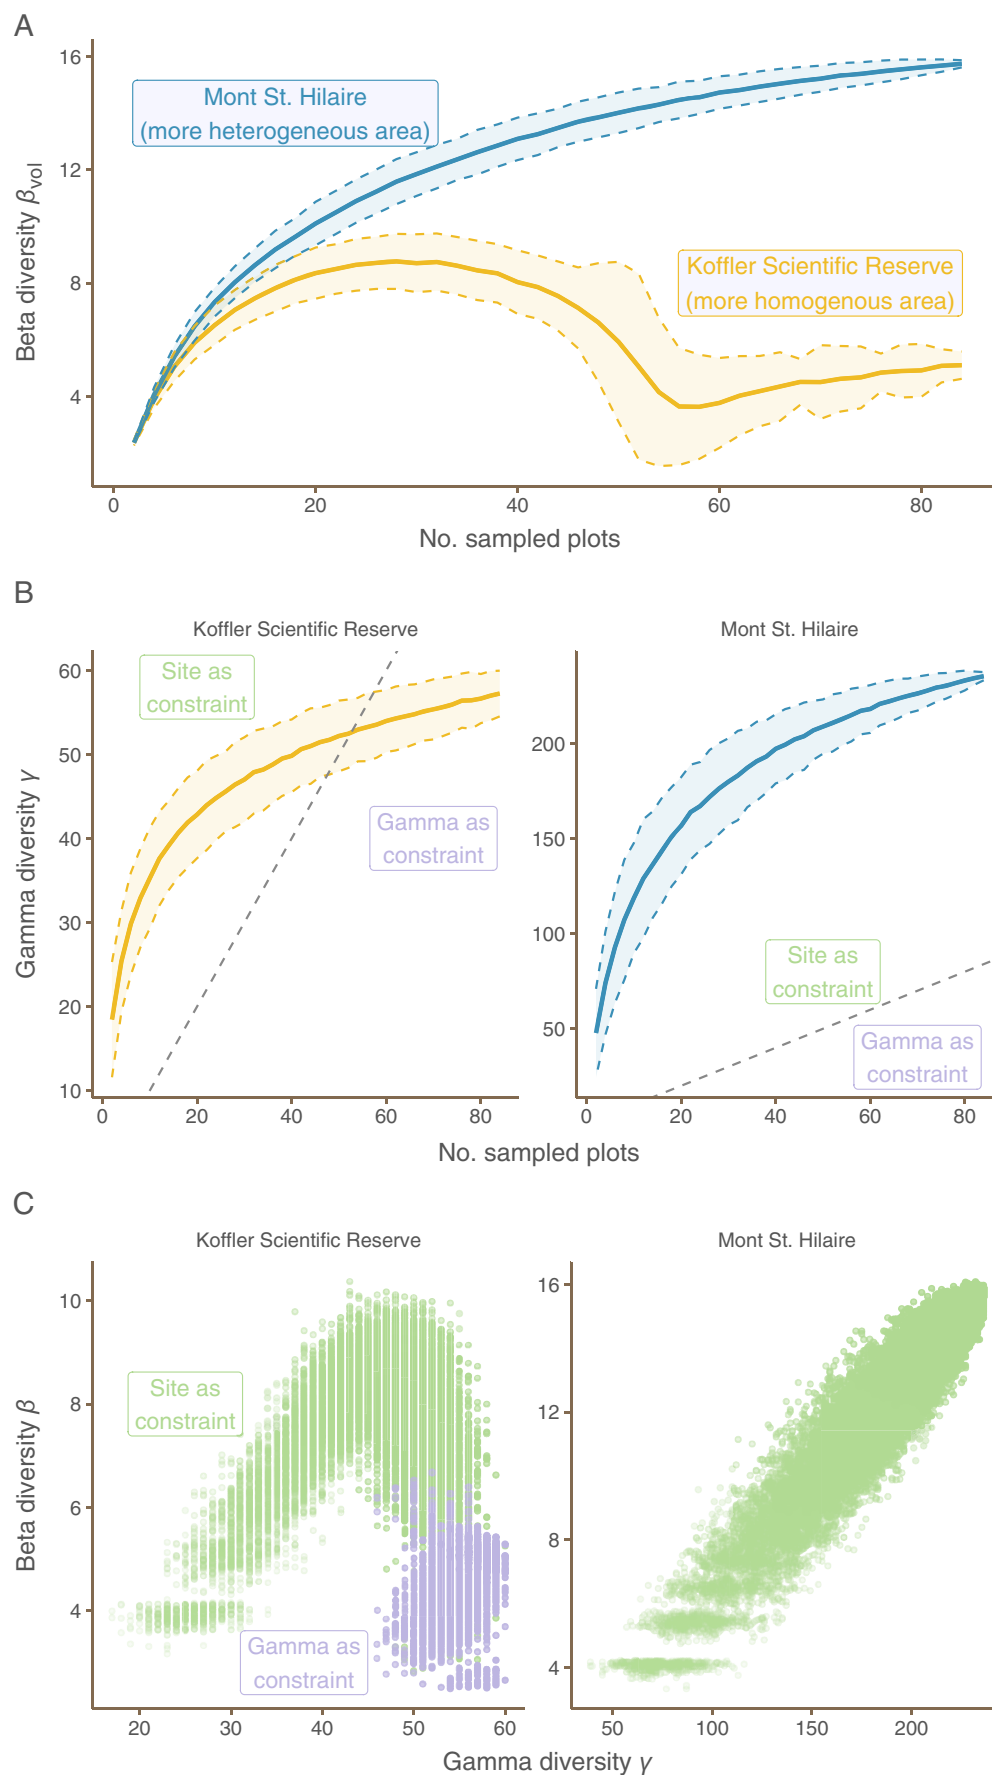 A
16
12
8
4
Beta diversity βvol
Mont St. Hilaire
(more heterogeneous area)
Koffler Scientific Reserve
(more homogenous area)
0 20 40 60 80
No. sampled plots
B
Koffler Scientific Reserve
Mont St. Hilaire
60
50
40
30
20
10
Gamma diversity γ
Site as
constraint
Gamma as
constraint
0 20 40 60 80
200
150
100
50
Site as
constraint
Gamma as
constraint
0 20 40 60 80
No. sampled plots
C
Koffler Scientific Reserve
Mont St. Hilaire
10
8
6
4
Beta diversity β
Site as
constraint
Gamma as
constraint
20 30 40 50 60
16
12
8
4
50 100 150 200
Gamma diversity γ